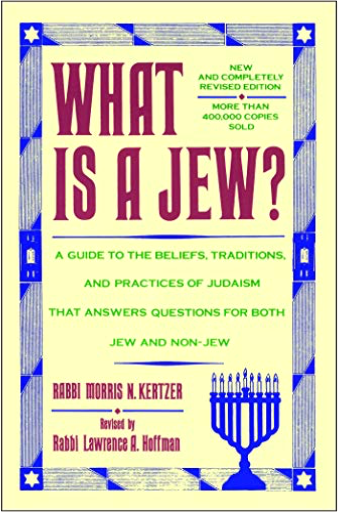 WHAT
IS A JEW?
NEW
AND COMPLETELY
REVISED EDITION
MORE THAN
400,000 COPIES
SOLD
A GUIDE TO THE BELIEFS, TRADITIONS,
AND PRACTICES OF JUDAISM
THAT ANSWERS QUESTIONS FOR BOTH
JEW AND NON-JEW
RABBI MORRIS N. KERTZER
Revised by
Rabbi Lawrence A. Hoffman